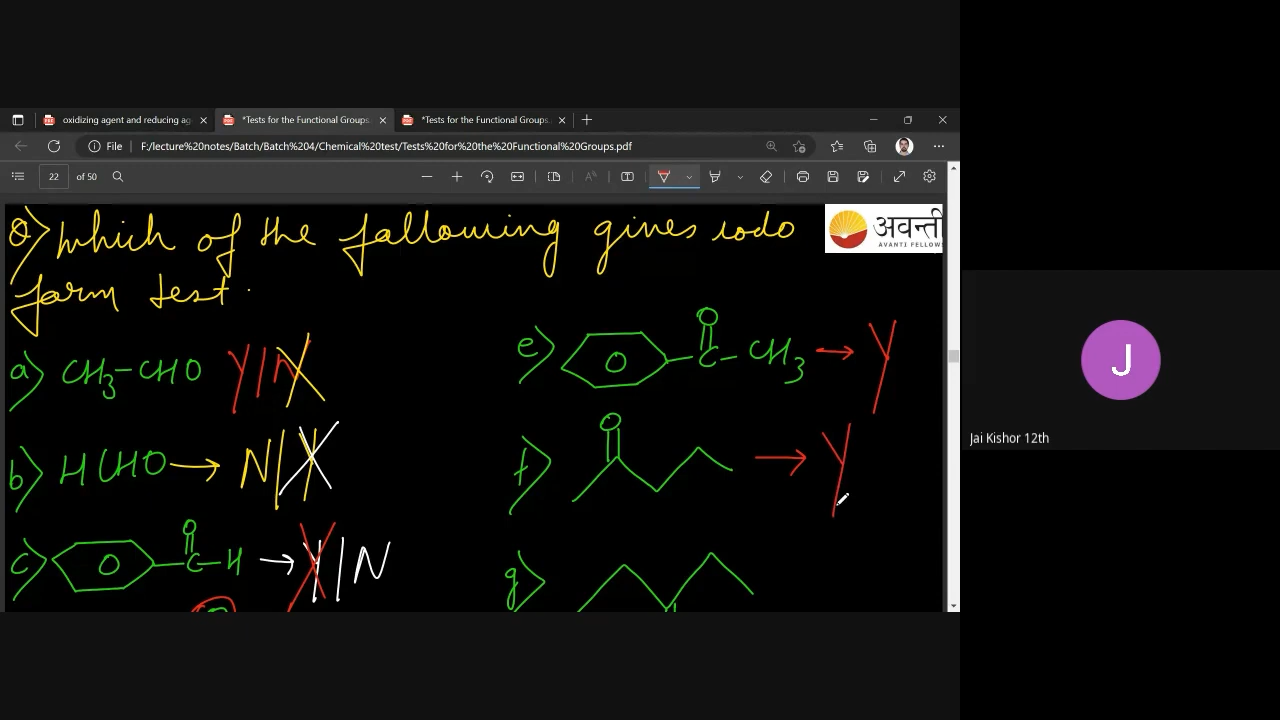 oxidizing agent and reducing ag
*Tests for the Functional Groups.
*Tests for the Functional Groups.
File
F:/lecture%20notes/Batch/Batch%204/Chemical%20test/Tests%20for%20the%20Functional%20Groups.pdf
22 of 50
Q) which of the following gives iodo
अवन्ती
AVANTI FELLOWS
form test.
a) CH3-CHO Y/N
b) HCHO → N/Y
c) O O C-H → Y/N
e) O O C-CH3 → Y
f) O → Y
g)
J
Jai Kishor 12th